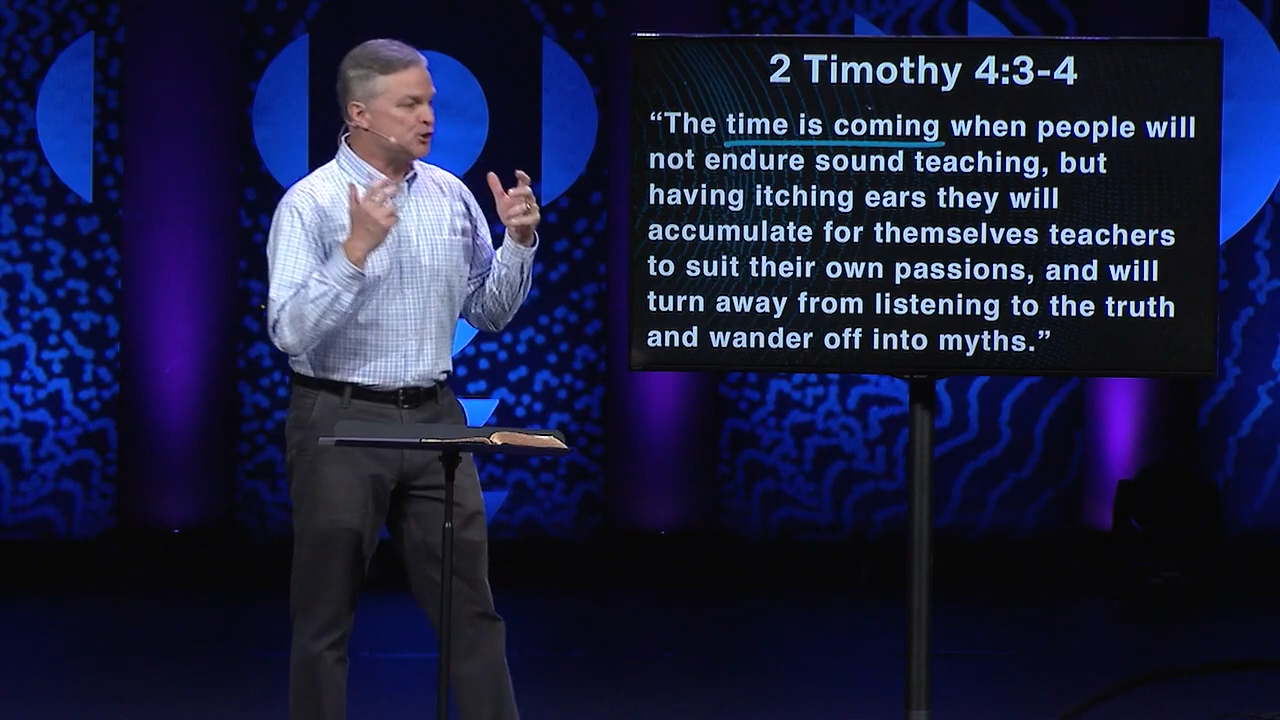 2 Timothy 4:3-4
“The time is coming when people will
not endure sound teaching, but
having itching ears they will
accumulate for themselves teachers
to suit their own passions, and will
turn away from listening to the truth
and wander off into myths.”